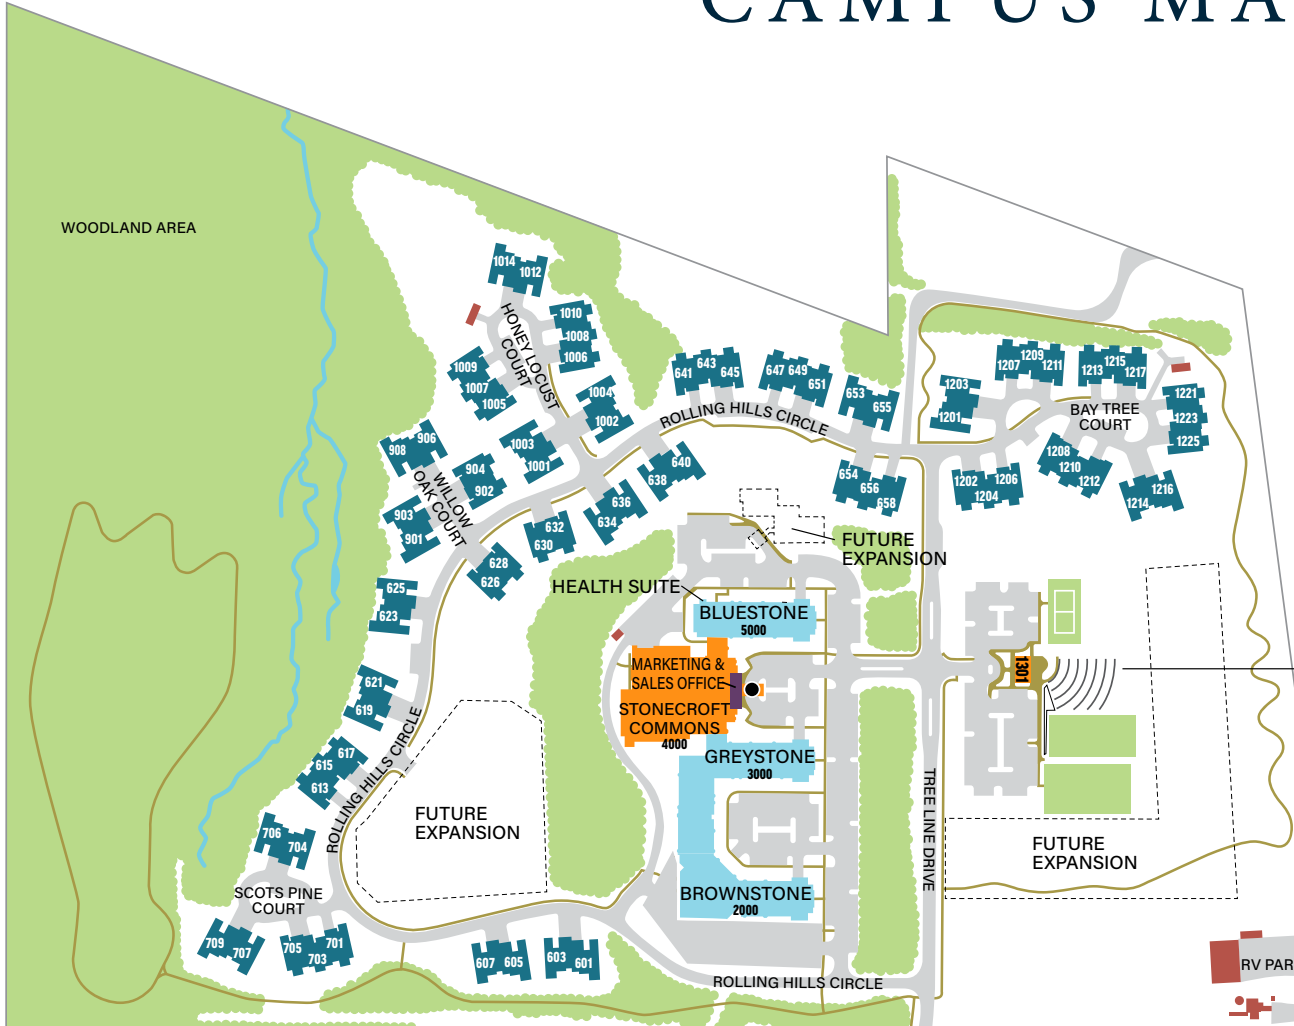 CAMPUS MA
WOODLAND AREA
1014
1012
HONEY LOCUST
COURT
1010
1008
1006
1009
1007
1005
1004
1002
1003
1001
908
906
904
902
WILLOW
OAK COURT
903
901
641
643
645
647
649
651
653
655
ROLLING HILLS CIRCLE
640
638
636
634
632
630
628
626
654
656
658
1203
1201
1207
1209
1211
1213
1215
1217
1221
1223
1225
BAY TREE
COURT
1208
1210
1212
1202
1204
1206
1214
1216
FUTURE
EXPANSION
HEALTH SUITE
BLUESTONE
5000
625
623
621
619
617
615
613
MARKETING &
SALES OFFICE
STONECROFT
COMMONS
4000
GREYSTONE
3000
1301
ROLLING HILLS CIRCLE
TREE LINE DRIVE
FUTURE
EXPANSION
FUTURE
EXPANSION
706
704
SCOTS PINE
COURT
BROWNSTONE
2000
709
707
705
703
701
607
605
603
601
ROLLING HILLS CIRCLE
RV PAR